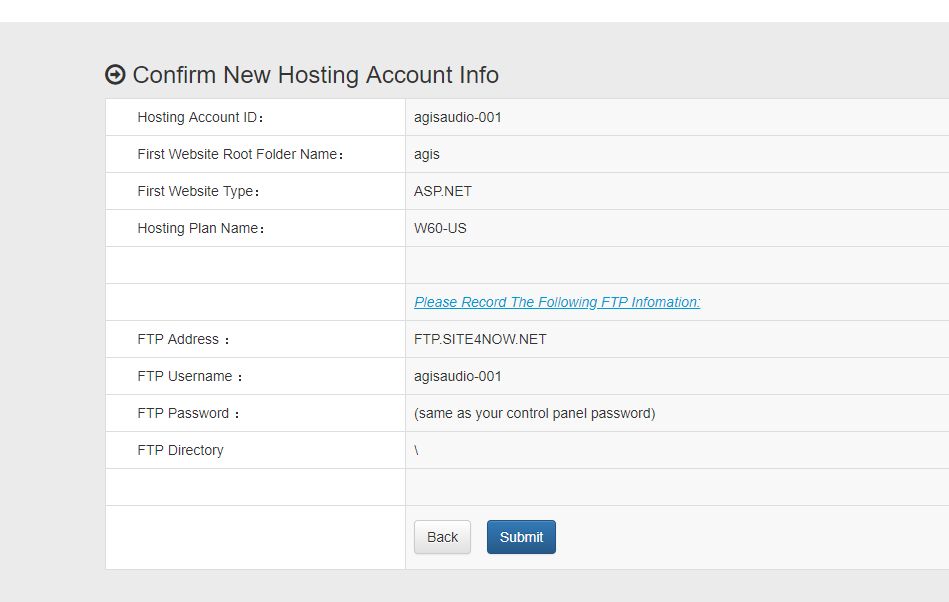 Confirm New Hosting Account Info
Hosting Account ID： agisaudio-001
First Website Root Folder Name： agis
First Website Type： ASP.NET
Hosting Plan Name： W60-US
Please Record The Following FTP Infomation:
FTP Address ： FTP.SITE4NOW.NET
FTP Username ： agisaudio-001
FTP Password ： (same as your control panel password)
FTP Directory \
Back Submit